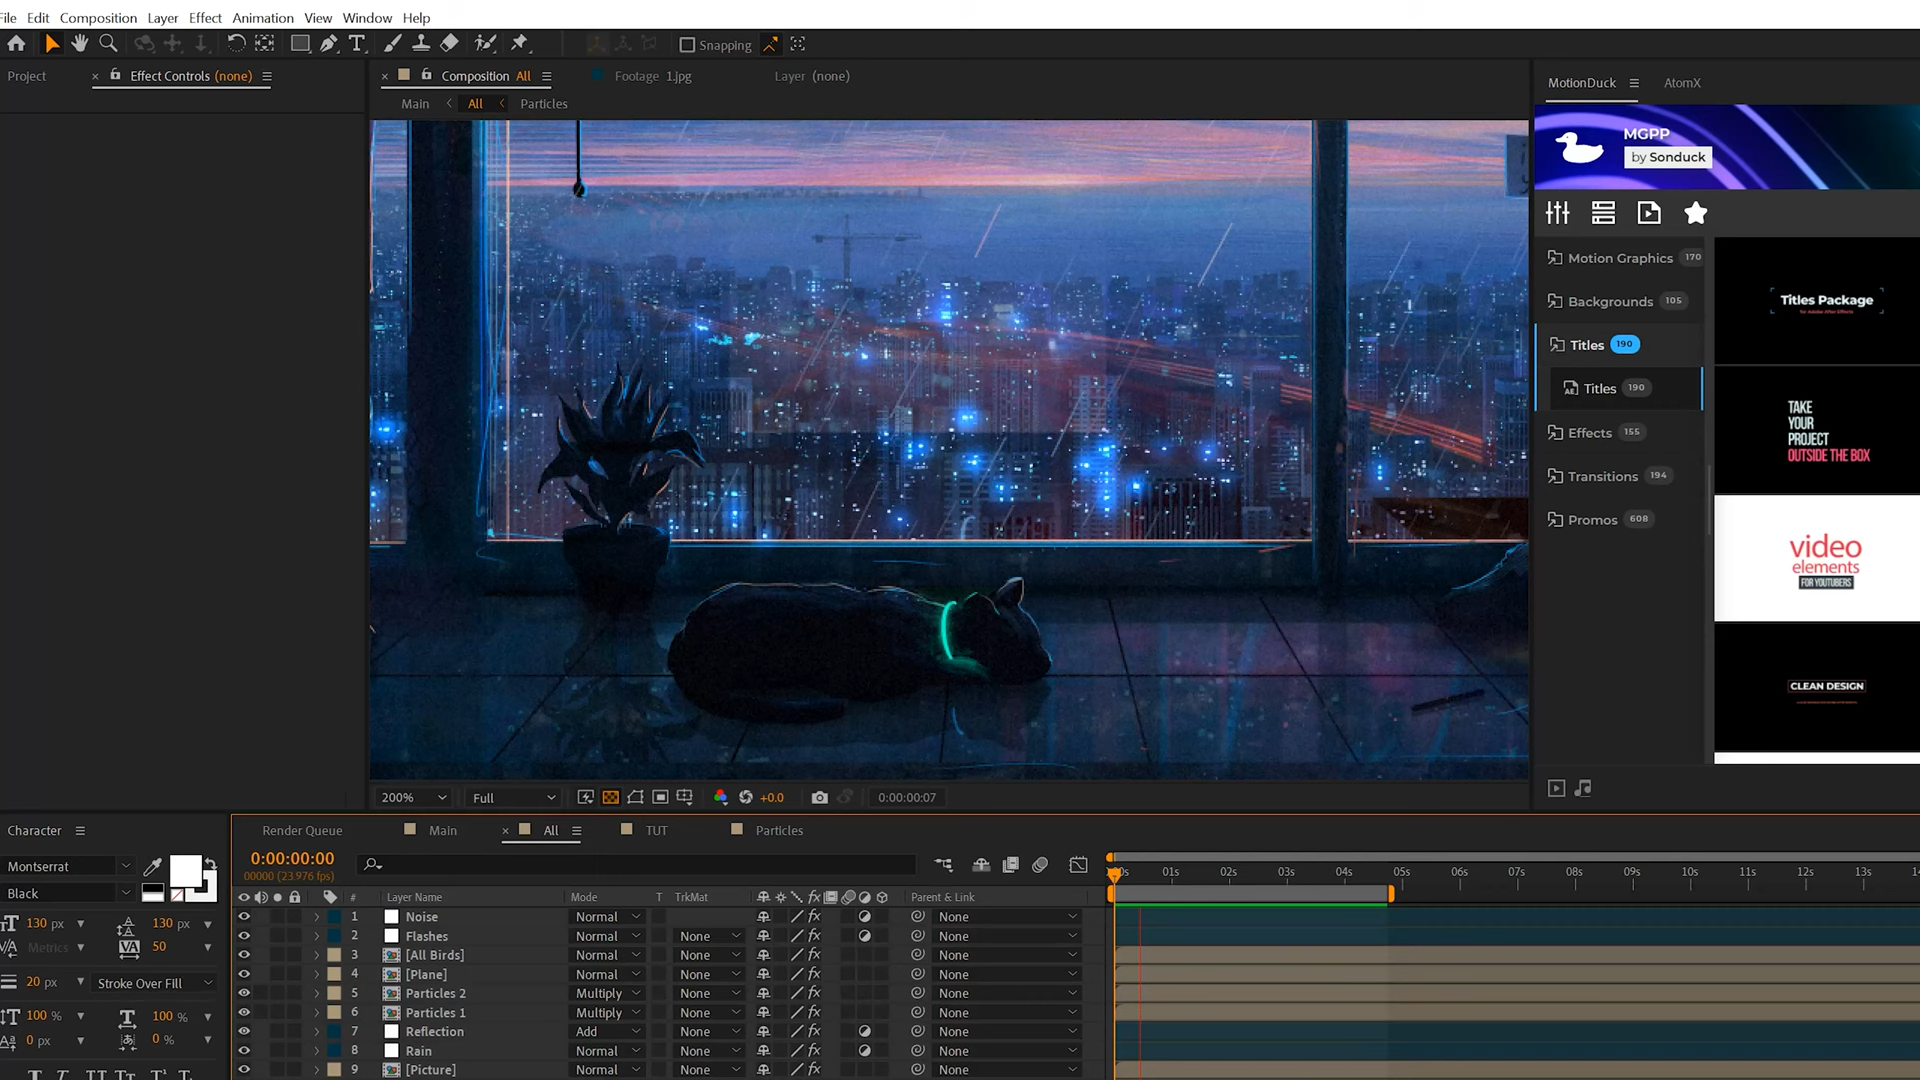 File Edit Composition Layer Effect Animation View Window Help
Snapping
Project
Effect Controls (none)
Composition All
Footage 1.jpg
Layer (none)
Main
All
Particles
MotionDuck
AtomX
MGPP
by Sonduck
Motion Graphics 170
Backgrounds 105
Titles 190
Titles 190
Effects 155
Transitions 194
Promos 608
Titles Package
for Adobe After Effects
TAKE
YOUR
PROJECT
OUTSIDE THE BOX
video
elements
FOR YOUTUBERS
CLEAN DESIGN
200%
Full
+0.0
0:00:00:07
Character
Montserrat
Black
130 px
130 px
Metrics
50
20 px
Stroke Over Fill
100 %
100 %
0 px
0 %
Render Queue
Main
All
TUT
Particles
0:00:00:00
00000 (23.976 fps)
# Layer Name Mode T TrkMat Parent & Link
01s 02s 03s 04s 05s 06s 07s 08s 09s 10s 11s 12s 13s
1 Noise Normal None
2 Flashes Normal None None
3 [All Birds] Normal None None
4 [Plane] Normal None None
5 Particles 2 Multiply None None
6 Particles 1 Multiply None None
7 Reflection Add None None
8 Rain Normal None None
9 [Picture] Normal None None